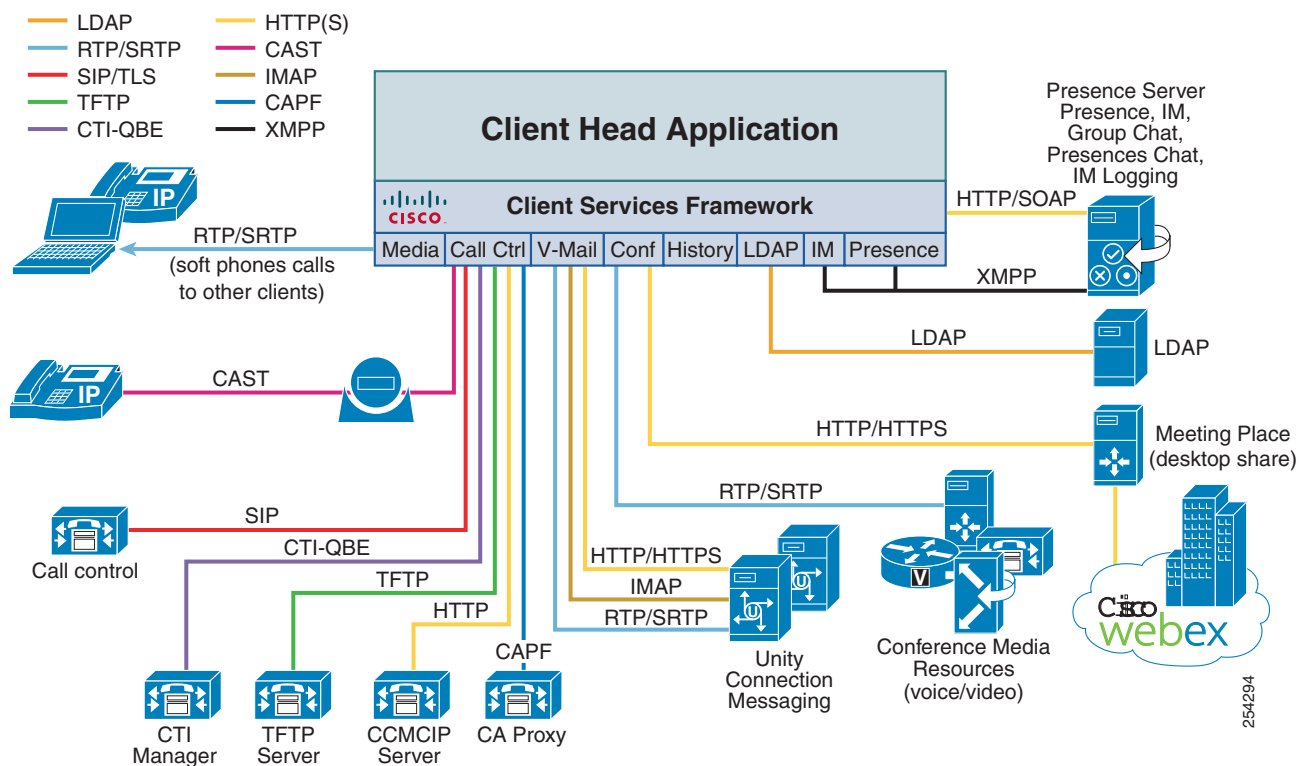 LDAP
RTP/SRTP
SIP/TLS
TFTP
CTI-QBE
HTTP(S)
CAST
IMAP
CAPF
XMPP
Client Head Application
CISCO
Client Services Framework
Media
Call Ctrl
V-Mail
Conf
History
LDAP
IM
Presence
Presence Server
Presence, IM,
Group Chat,
Presences Chat,
IM Logging
HTTP/SOAP
XMPP
IP
RTP/SRTP
(soft phones calls
to other clients)
LDAP
LDAP
IP
CAST
HTTP/HTTPS
Meeting Place
(desktop share)
RTP/SRTP
V
Conference Media
Resources
(voice/video)
Cisco
webex
SIP
Call control
CTI-QBE
TFTP
HTTP
CAPF
HTTP/HTTPS
IMAP
RTP/SRTP
U
U
Unity
Connection
Messaging
CTI
Manager
TFTP
Server
CCMCIP
Server
CA Proxy
254294